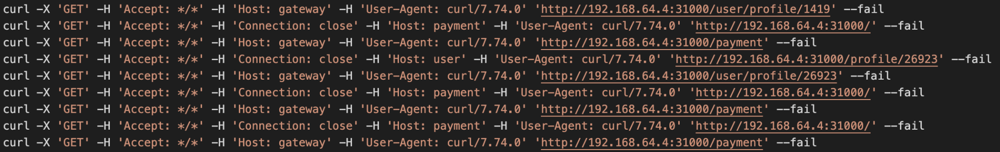 curl -X 'GET' -H 'Accept: */*' -H 'Host: gateway' -H 'User-Agent: curl/7.74.0' 'http://192.168.64.4:31000/user/profile/1419' --fail
curl -X 'GET' -H 'Accept: */*' -H 'Connection: close' -H 'Host: payment' -H 'User-Agent: curl/7.74.0' 'http://192.168.64.4:31000/' --fail
curl -X 'GET' -H 'Accept: */*' -H 'Host: gateway' -H 'User-Agent: curl/7.74.0' 'http://192.168.64.4:31000/payment' --fail
curl -X 'GET' -H 'Accept: */*' -H 'Connection: close' -H 'Host: user' -H 'User-Agent: curl/7.74.0' 'http://192.168.64.4:31000/profile/26923' --fail
curl -X 'GET' -H 'Accept: */*' -H 'Host: gateway' -H 'User-Agent: curl/7.74.0' 'http://192.168.64.4:31000/user/profile/26923' --fail
curl -X 'GET' -H 'Accept: */*' -H 'Connection: close' -H 'Host: payment' -H 'User-Agent: curl/7.74.0' 'http://192.168.64.4:31000/' --fail
curl -X 'GET' -H 'Accept: */*' -H 'Host: gateway' -H 'User-Agent: curl/7.74.0' 'http://192.168.64.4:31000/payment' --fail
curl -X 'GET' -H 'Accept: */*' -H 'Connection: close' -H 'Host: payment' -H 'User-Agent: curl/7.74.0' 'http://192.168.64.4:31000/' --fail
curl -X 'GET' -H 'Accept: */*' -H 'Host: gateway' -H 'User-Agent: curl/7.74.0' 'http://192.168.64.4:31000/payment' --fail